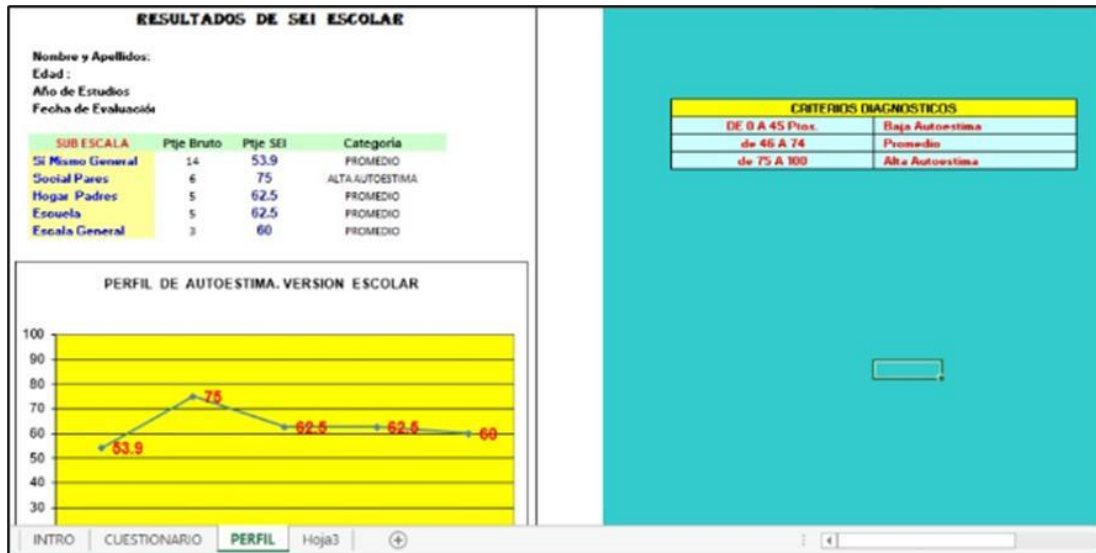 RESULTADOS DE SEI ESCOLAR
Nombre y Apellidos:
Edad :
Año de Estudios
Fecha de Evaluación
SUB ESCALA Ptje Bruto Ptje SEI Categoría
Si Mismo General 14 53.9 PROMEDIO
Social Pares 6 75 ALTA AUTOESTIMA
Hogar Padres 5 62.5 PROMEDIO
Escuela 5 62.5 PROMEDIO
Escala General 3 60 PROMEDIO
CRITERIOS DIAGNOSTICOS
DE 0 A 45 Ptos. Baja Autoestima
de 46 A 74 Promedio
de 75 A 100 Alta Autoestima
PERFIL DE AUTOESTIMA. VERSION ESCOLAR
100
90
80
70
60
50
40
30
53.9
75
62.5
62.5
60
INTRO CUESTIONARIO PERFIL Hoja3